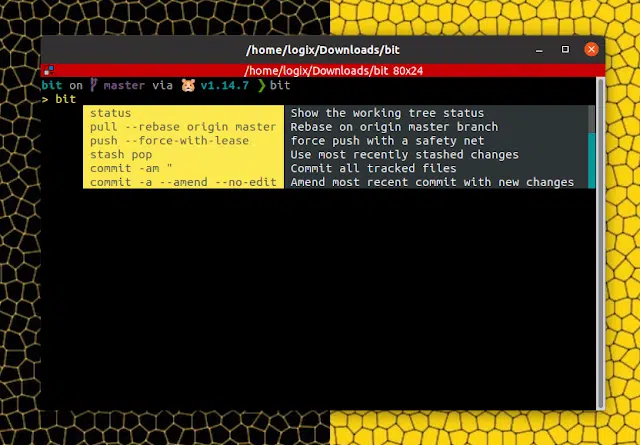 /home/logix/Downloads/bit
/home/logix/Downloads/bit 80x24
bit on master via 🐹 v1.14.7 ❯ bit
> bit
status Show the working tree status
pull --rebase origin master Rebase on origin master branch
push --force-with-lease force push with a safety net
stash pop Use most recently stashed changes
commit -am " Commit all tracked files
commit -a --amend --no-edit Amend most recent commit with new changes